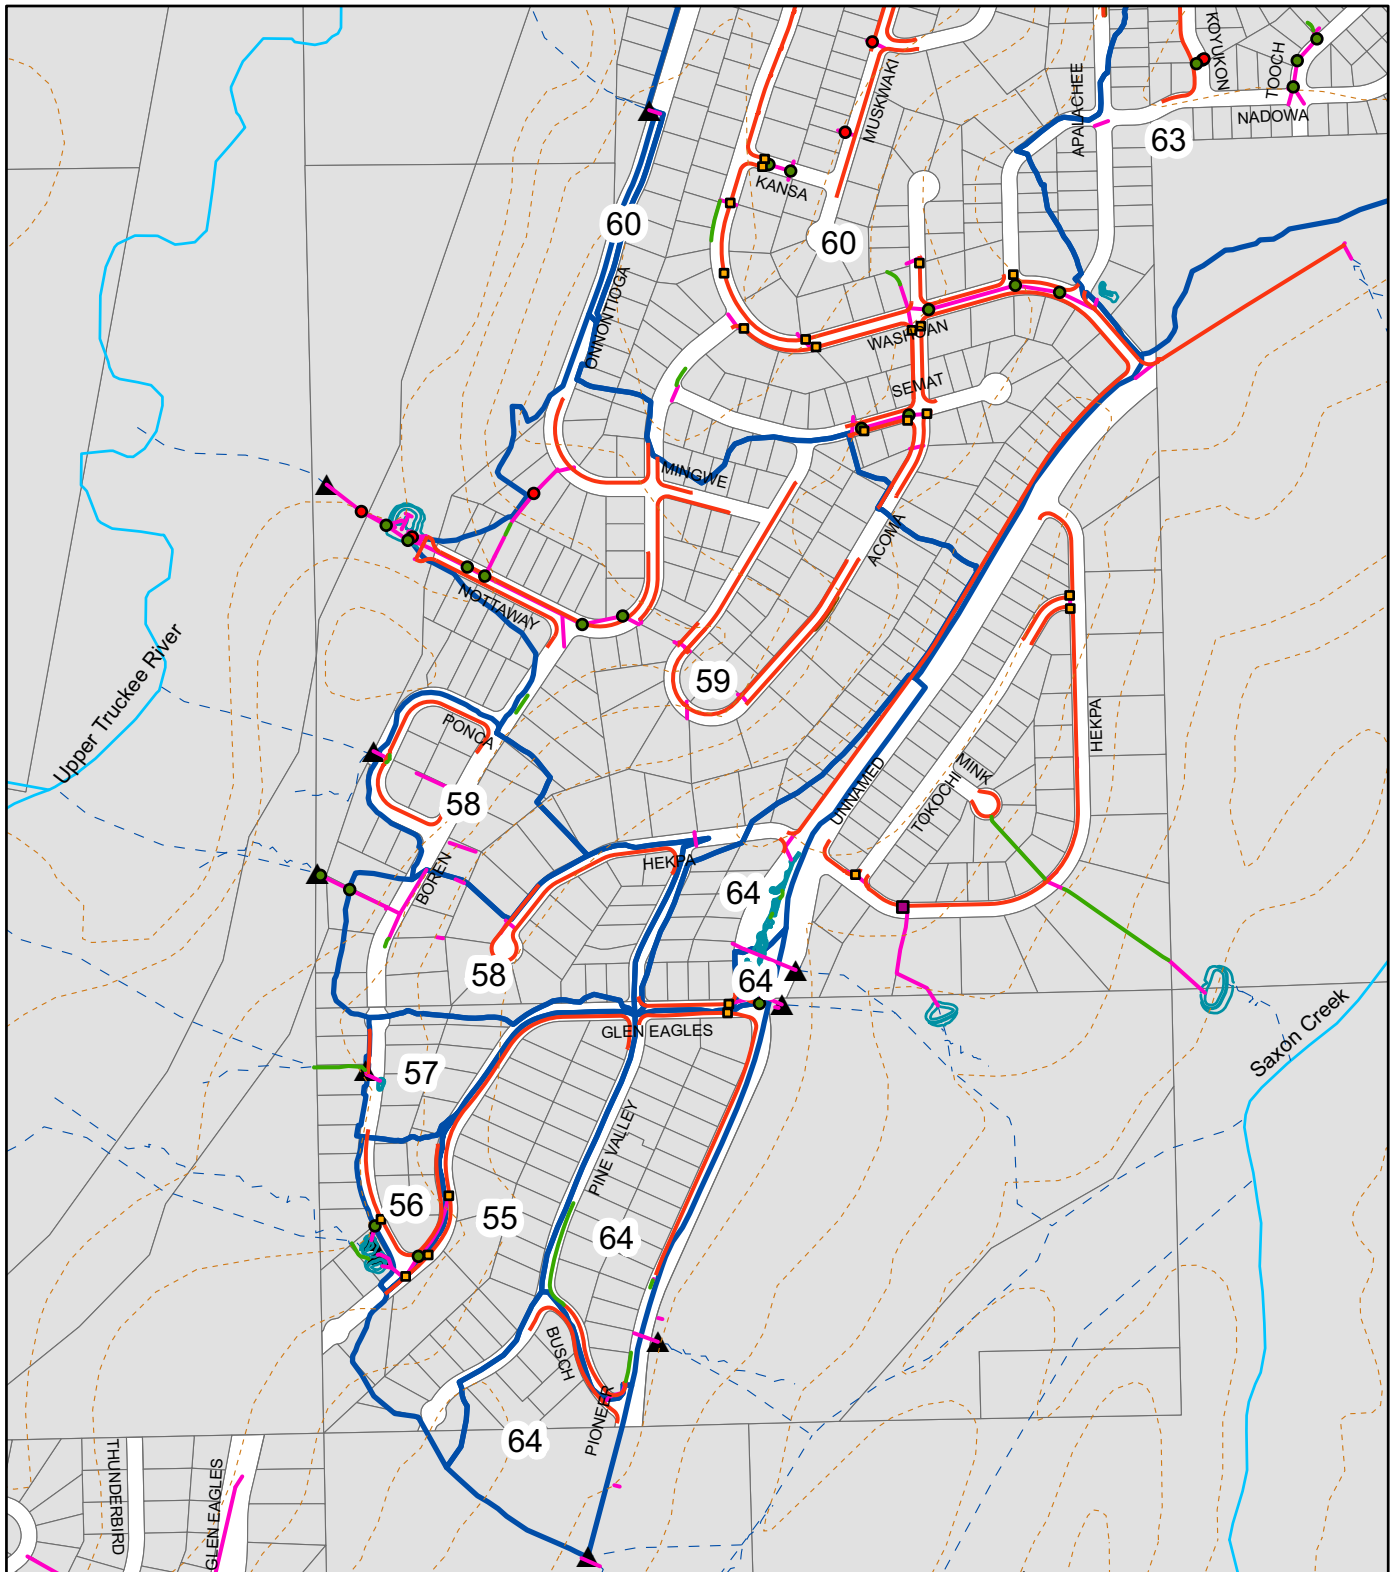 KOYUKON
TOOCH
MUSKWAKI
APALACHEE
NADOWA
63
KANSA
60
60
ONNONTIOGA
WASHOAN
SEMAT
MINGWE
ACOMA
NOTTAWAY
Upper Truckee River
59
HEKPA
PONCA
MINK
UNNAMED
TOKOCHI
58
HEKPA
BOREN
64
58
64
GLEN EAGLES
Saxon Creek
57
PINE VALLEY
56
55
64
BUSCH
PIONEER
64
THUNDERBIRD
GLEN EAGLES